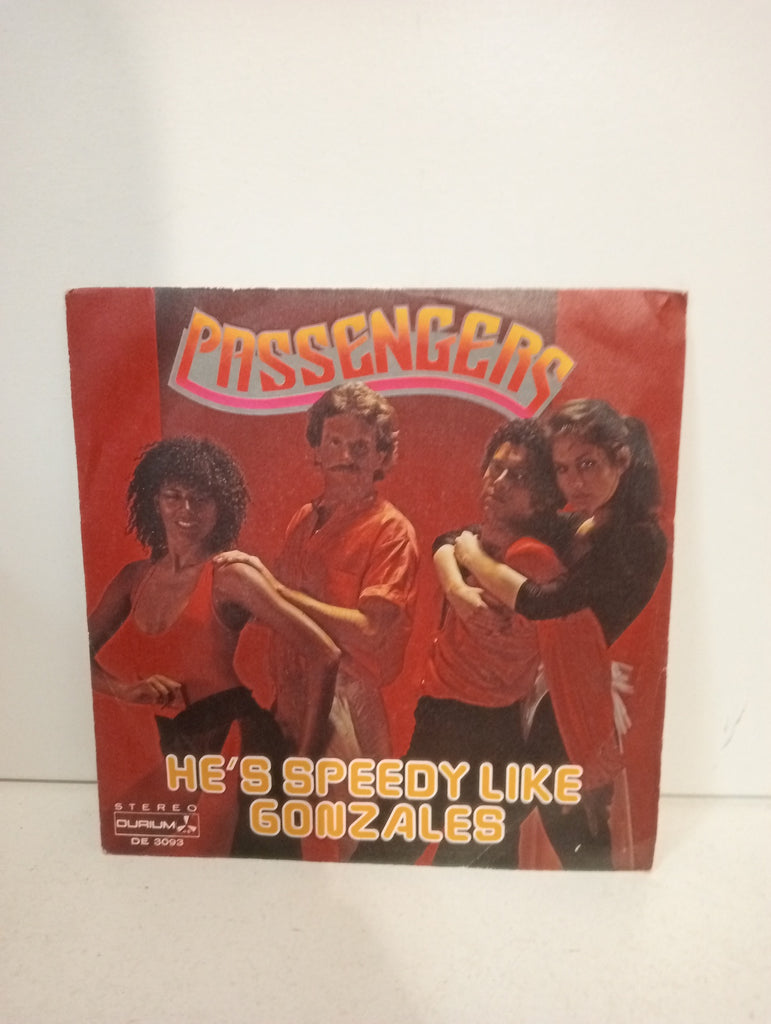 PASSENGERS
HE'S SPEEDY LIKE
GONZALES
STEREO
DURIUM
DE 3093